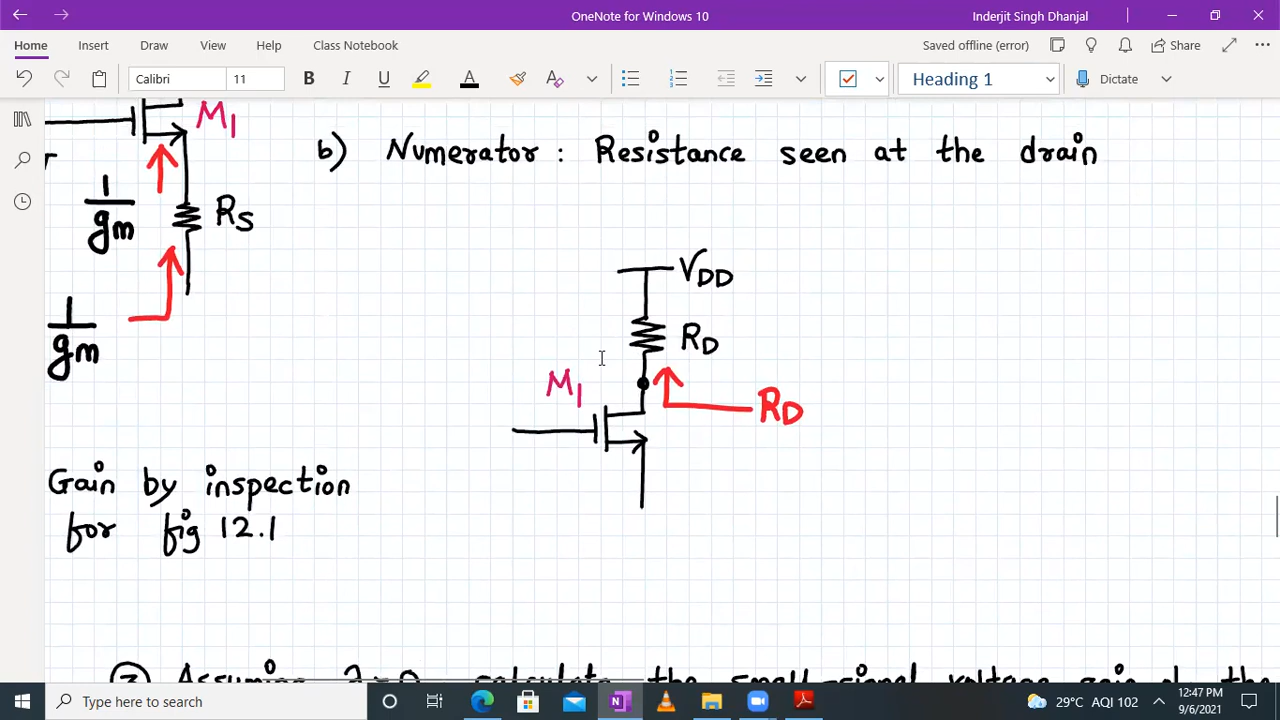 OneNote for Windows 10
Inderjit Singh Dhanjal
Home Insert Draw View Help Class Notebook
Saved offline (error)
Share
Calibri 11 B I U A Heading 1 Dictate
M1
b) Numerator : Resistance seen at the drain
1
gm
RS
VDD
RD
1
gm
M1
RD
Gain by inspection
for fig 12.1
Type here to search
29°C AQI 102
12:47 PM
9/6/2021